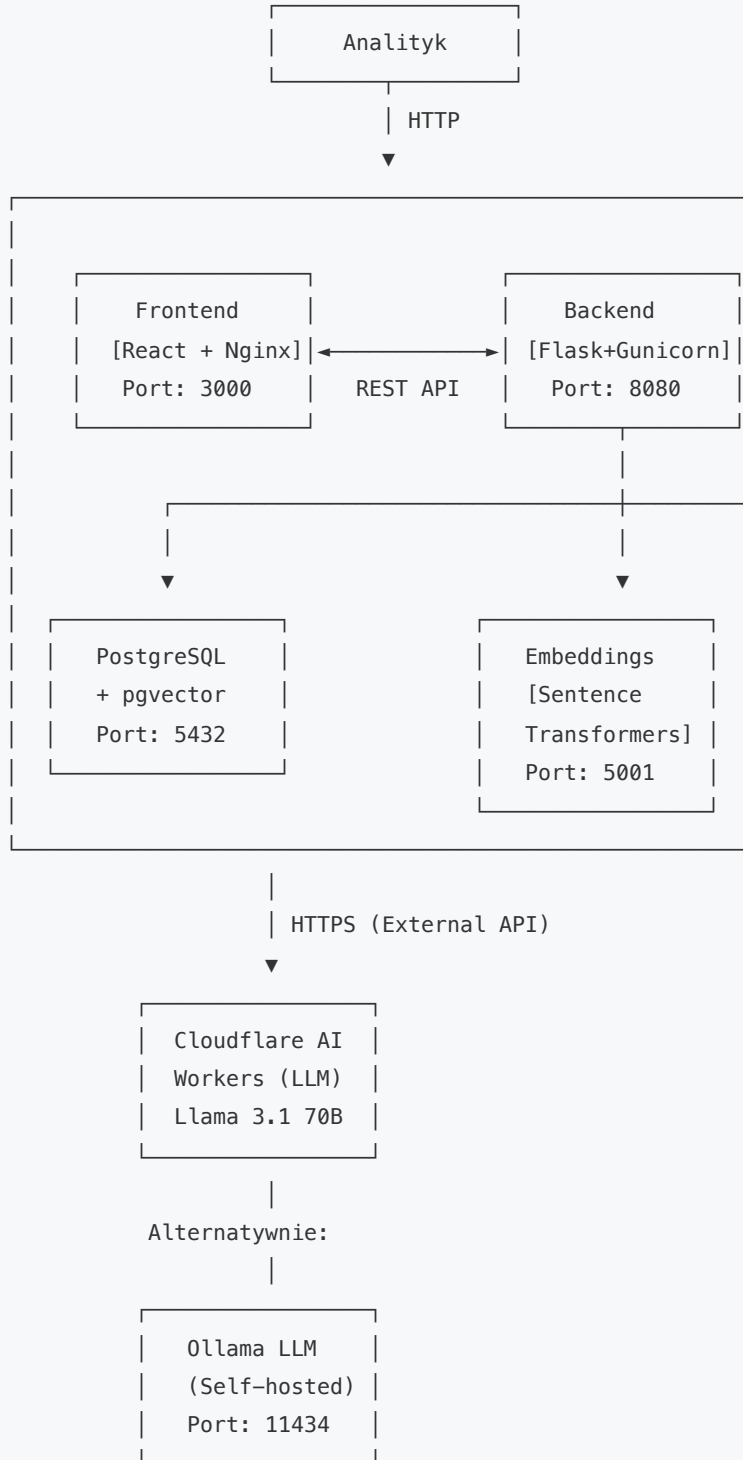 Analityk
HTTP
Frontend
[React + Nginx]
Port: 3000
REST API
Backend
[Flask+Gunicorn]
Port: 8080
PostgreSQL
+ pgvector
Port: 5432
Embeddings
[Sentence
Transformers]
Port: 5001
HTTPS (External API)
Cloudflare AI
Workers (LLM)
Llama 3.1 70B
Alternatywnie:
Ollama LLM
(Self-hosted)
Port: 11434